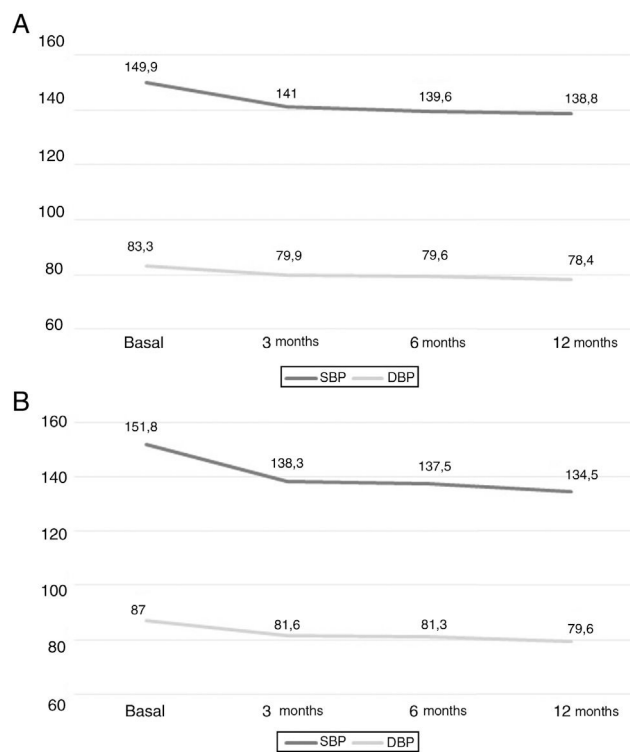 A
160
149,9
141
139,6
138,8
140
120
100
83,3
79,9
79,6
78,4
80
60
Basal
3 months
6 months
12 months
SBP DBP
B
160
151,8
138,3
137,5
134,5
140
120
100
87
81,6
81,3
79,6
80
60
Basal
3 months
6 months
12 months
SBP DBP